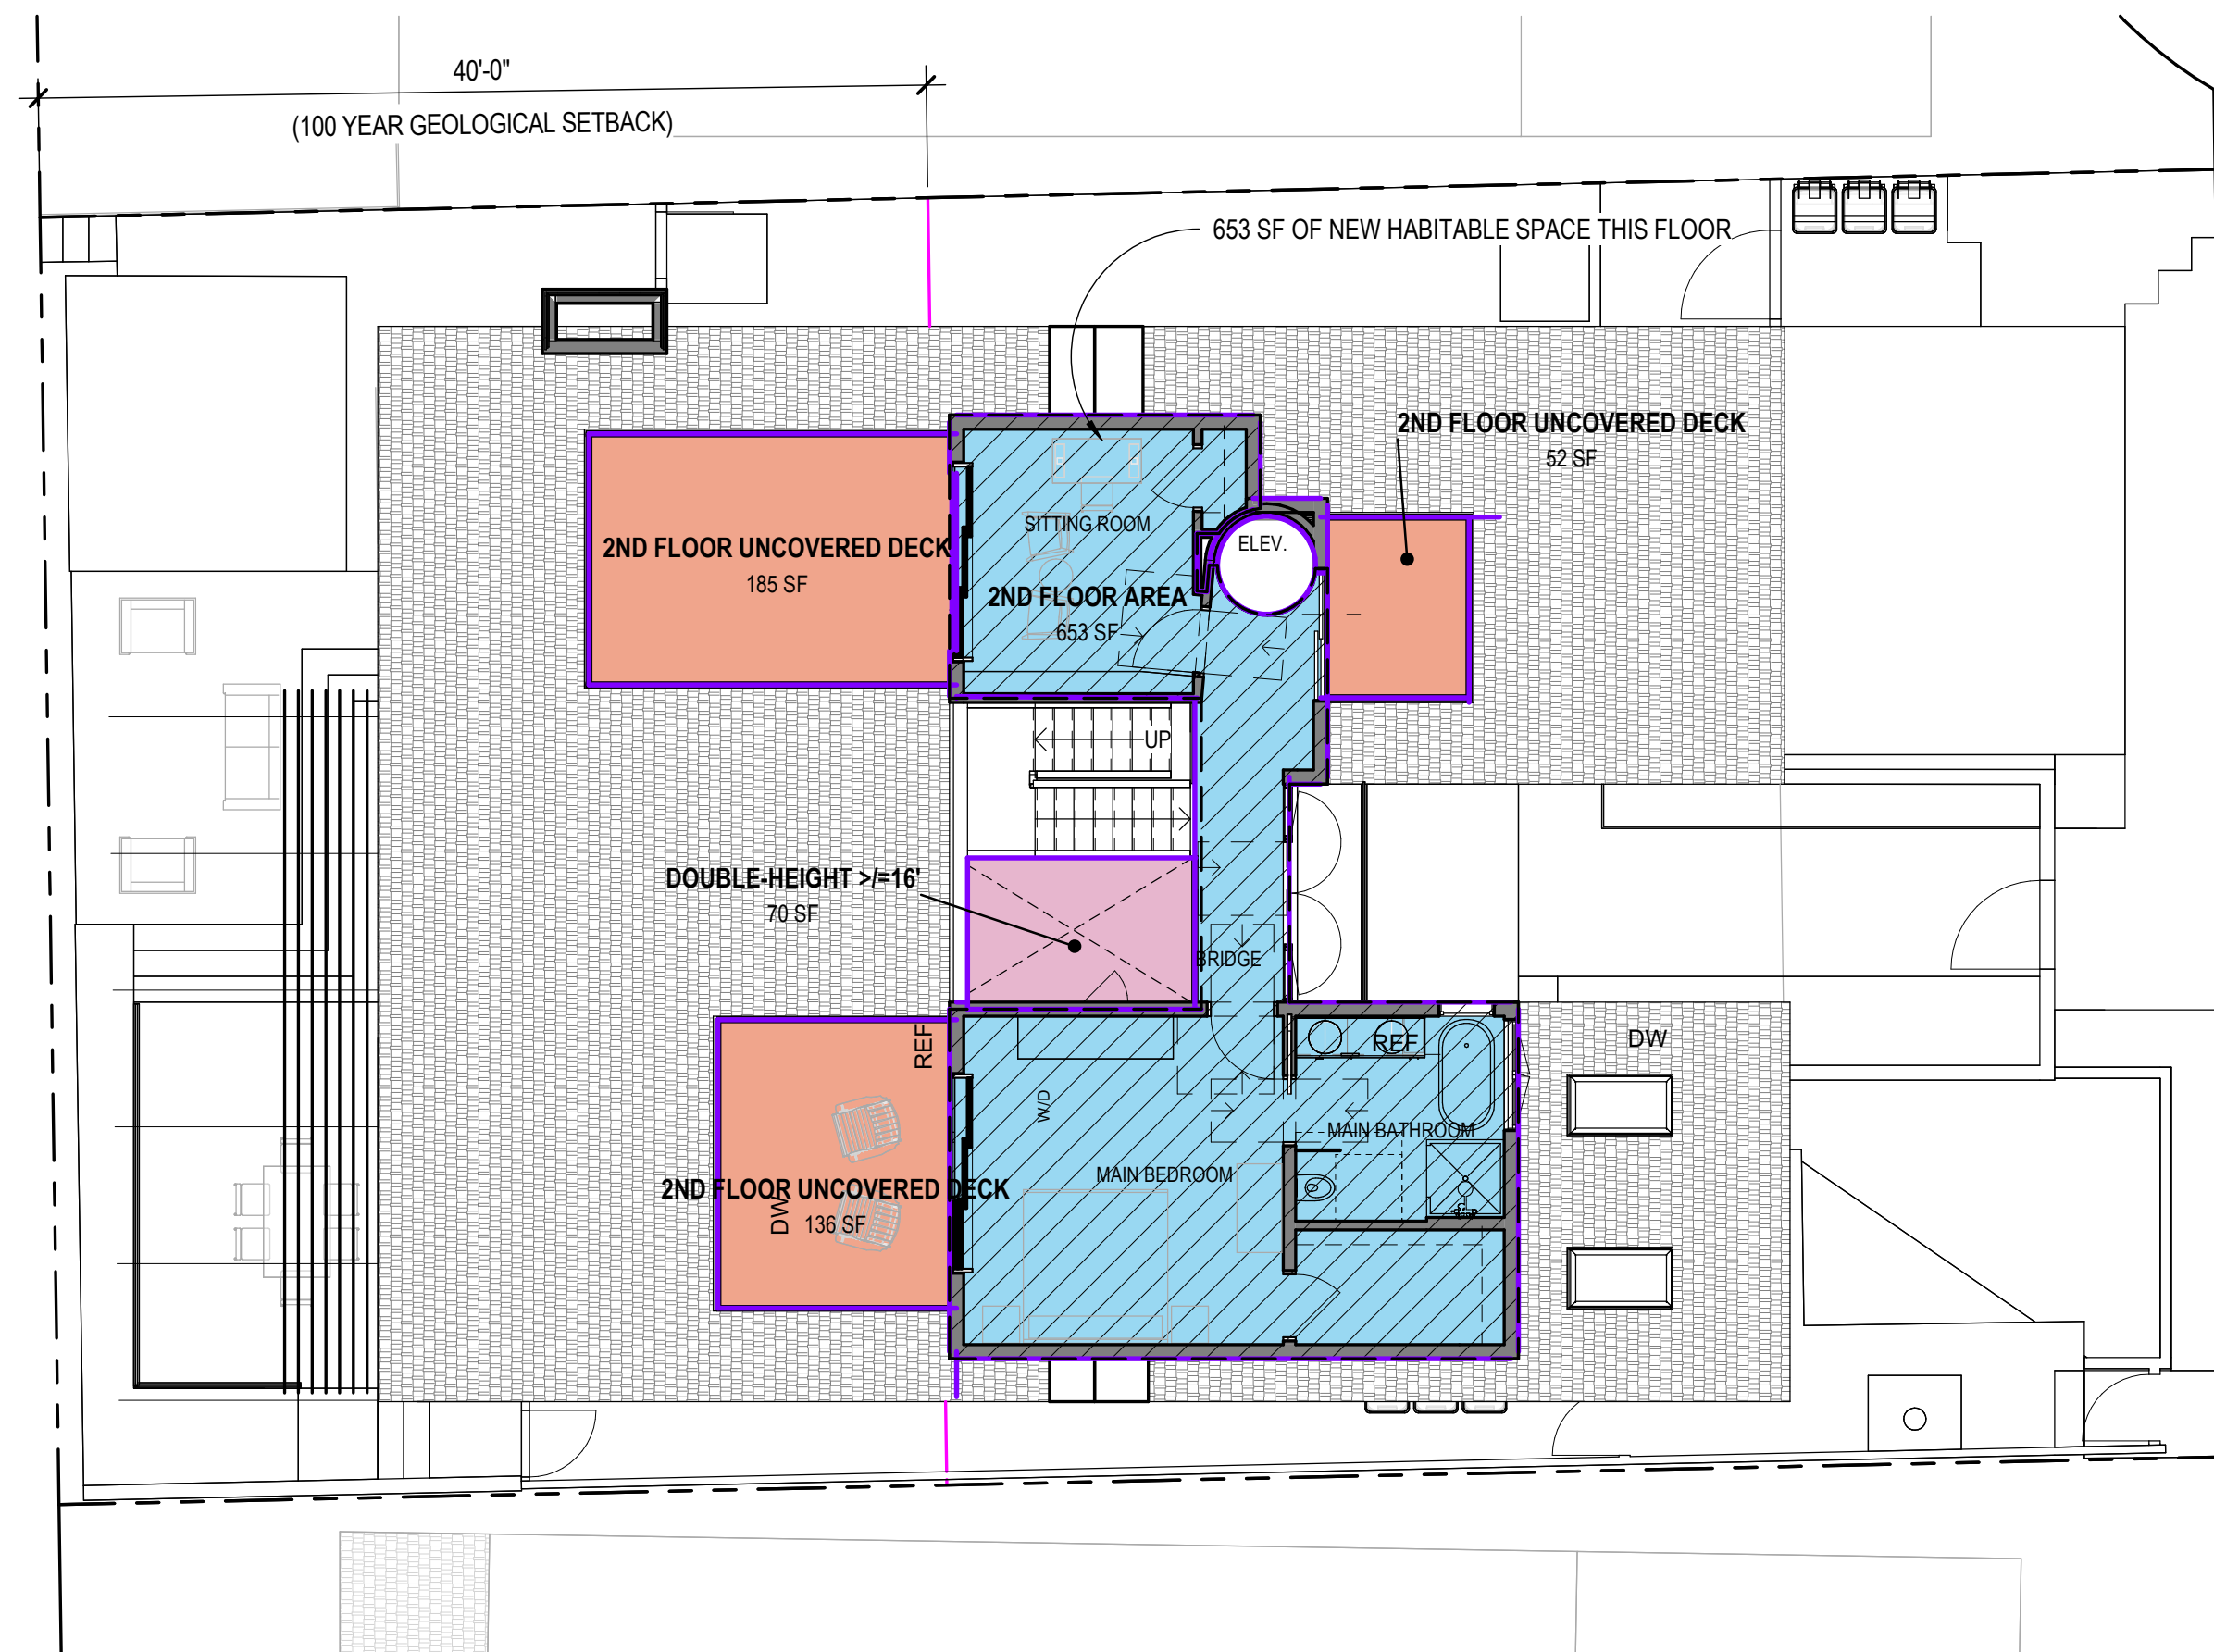 40'-0"
(100 YEAR GEOLOGICAL SETBACK)
653 SF OF NEW HABITABLE SPACE THIS FLOOR
2ND FLOOR UNCOVERED DECK
52 SF
SITTING ROOM
ELEV.
2ND FLOOR UNCOVERED DECK
185 SF
2ND FLOOR AREA
653 SF
UP
DOUBLE-HEIGHT >/=16'
70 SF
BRIDGE
REF
REF
DW
W/D
MAIN BATHROOM
MAIN BEDROOM
2ND FLOOR UNCOVERED DECK
DW
136 SF